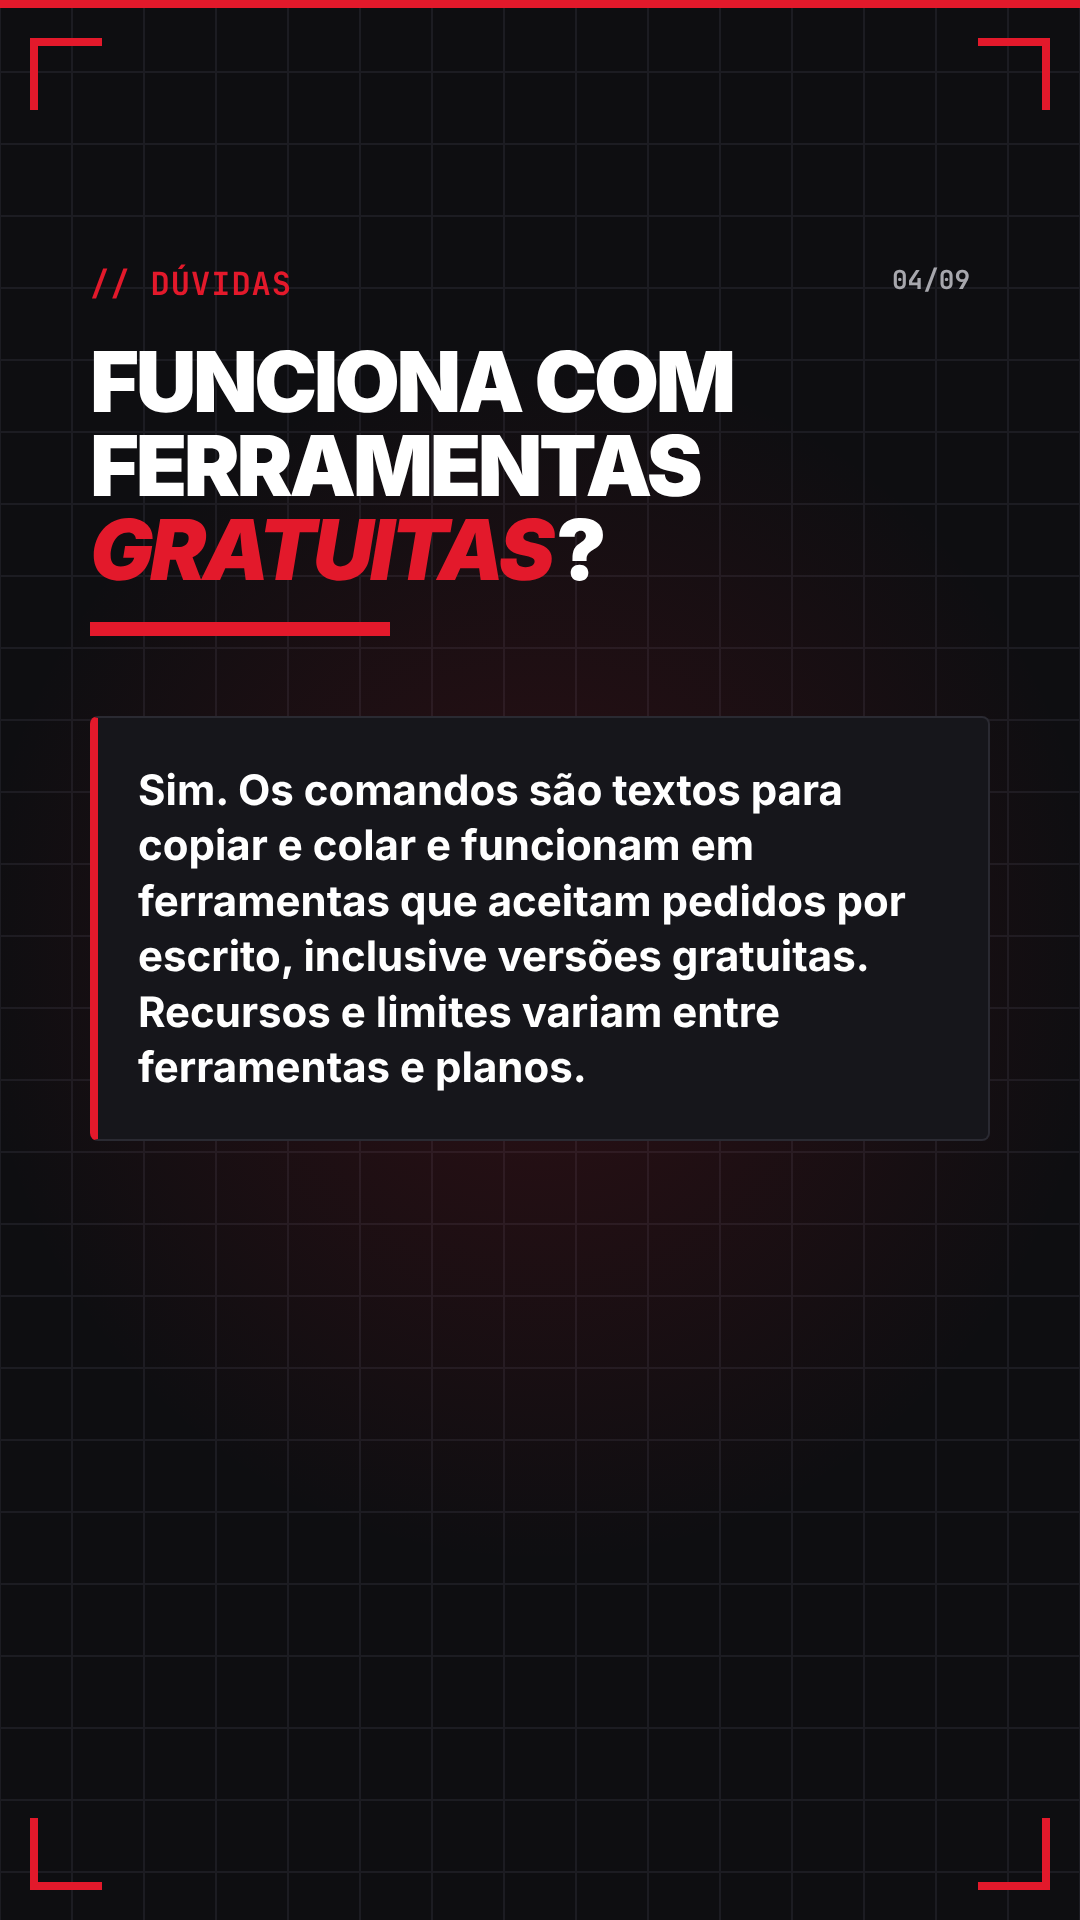 // DÚVIDAS
04/09
FUNCIONA COM
FERRAMENTAS
GRATUITAS?
Sim. Os comandos são textos para
copiar e colar e funcionam em
ferramentas que aceitam pedidos por
escrito, inclusive versões gratuitas.
Recursos e limites variam entre
ferramentas e planos.